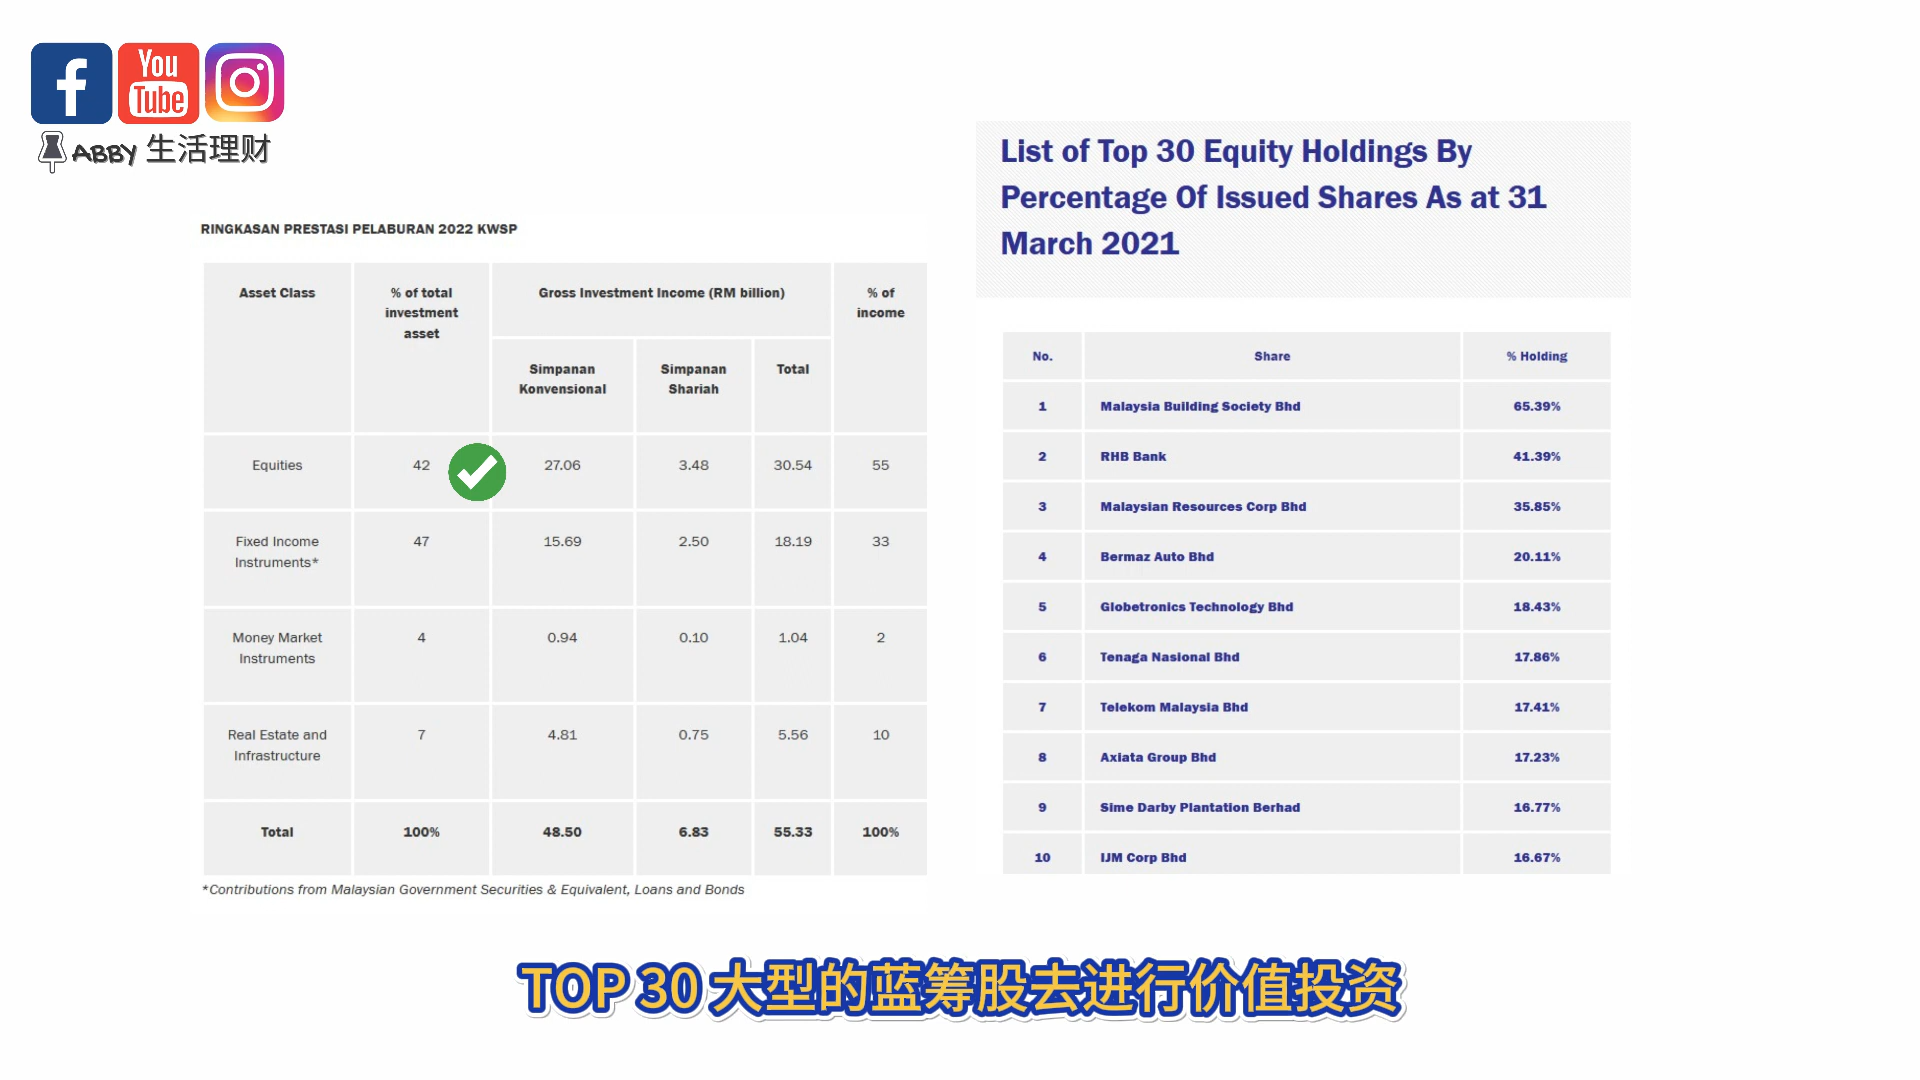 f
You
Tube
ABBY 生活理财
RINGKASAN PRESTASI PELABURAN 2022 KWSP
Asset Class
% of total
investment
asset
Gross Investment Income (RM billion)
% of
income
Simpanan
Konvensional
Simpanan
Shariah
Total
Equities 42 27.06 3.48 30.54 55
Fixed Income
Instruments* 47 15.69 2.50 18.19 33
Money Market
Instruments 4 0.94 0.10 1.04 2
Real Estate and
Infrastructure 7 4.81 0.75 5.56 10
Total 100% 48.50 6.83 55.33 100%
*Contributions from Malaysian Government Securities & Equivalent, Loans and Bonds
List of Top 30 Equity Holdings By
Percentage Of Issued Shares As at 31
March 2021
No. Share % Holding
1 Malaysia Building Society Bhd 65.39%
2 RHB Bank 41.39%
3 Malaysian Resources Corp Bhd 35.85%
4 Bermaz Auto Bhd 20.11%
5 Globetronics Technology Bhd 18.43%
6 Tenaga Nasional Bhd 17.86%
7 Telekom Malaysia Bhd 17.41%
8 Axiata Group Bhd 17.23%
9 Sime Darby Plantation Berhad 16.77%
10 IJM Corp Bhd 16.67%
TOP 30 大型的蓝筹股去进行价值投资